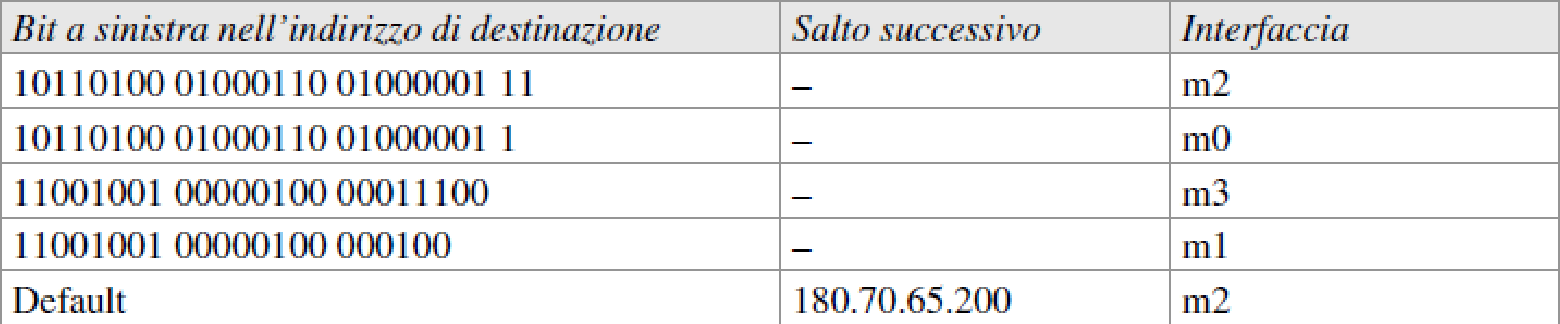 Bit a sinistra nell'indirizzo di destinazione Salto successivo Interfaccia
10110100 01000110 01000001 11 – m2
10110100 01000110 01000001 1 – m0
11001001 00000100 00011100 – m3
11001001 00000100 000100 – m1
Default 180.70.65.200 m2